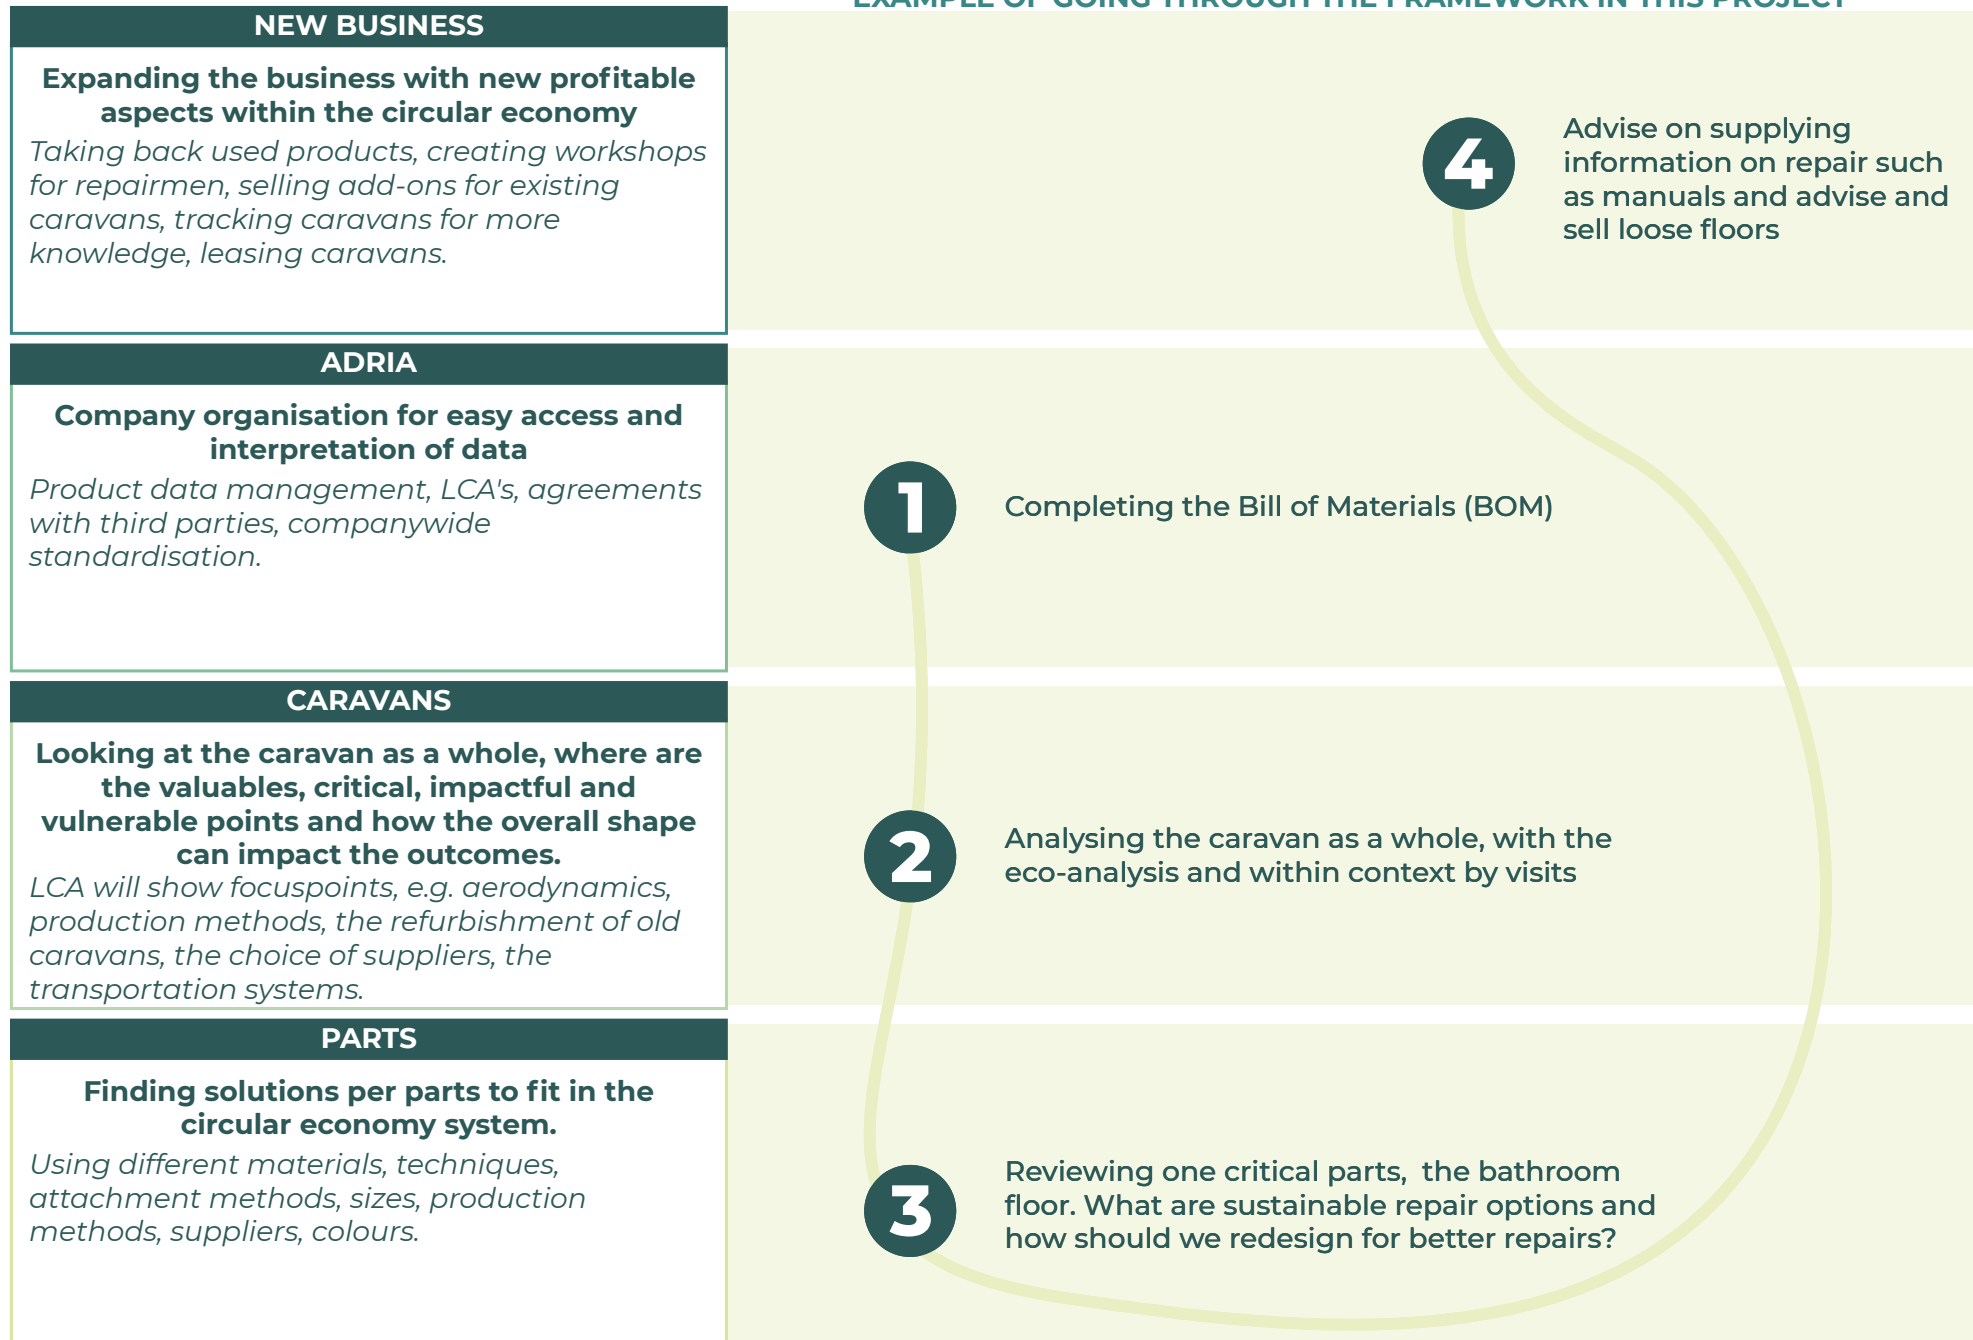 EXAMPLE OF GOING THROUGH THE FRAMEWORK IN THIS PROJECT
NEW BUSINESS
Expanding the business with new profitable
aspects within the circular economy
Taking back used products, creating workshops
for repairmen, selling add-ons for existing
caravans, tracking caravans for more
knowledge, leasing caravans.
4
Advise on supplying
information on repair such
as manuals and advise and
sell loose floors
ADRIA
Company organisation for easy access and
interpretation of data
Product data management, LCA's, agreements
with third parties, companywide
standardisation.
1
Completing the Bill of Materials (BOM)
CARAVANS
Looking at the caravan as a whole, where are
the valuables, critical, impactful and
vulnerable points and how the overall shape
can impact the outcomes.
LCA will show focuspoints, e.g. aerodynamics,
production methods, the refurbishment of old
caravans, the choice of suppliers, the
transportation systems.
2
Analysing the caravan as a whole, with the
eco-analysis and within context by visits
PARTS
Finding solutions per parts to fit in the
circular economy system.
Using different materials, techniques,
attachment methods, sizes, production
methods, suppliers, colours.
3
Reviewing one critical parts,  the bathroom
floor. What are sustainable repair options and
how should we redesign for better repairs?